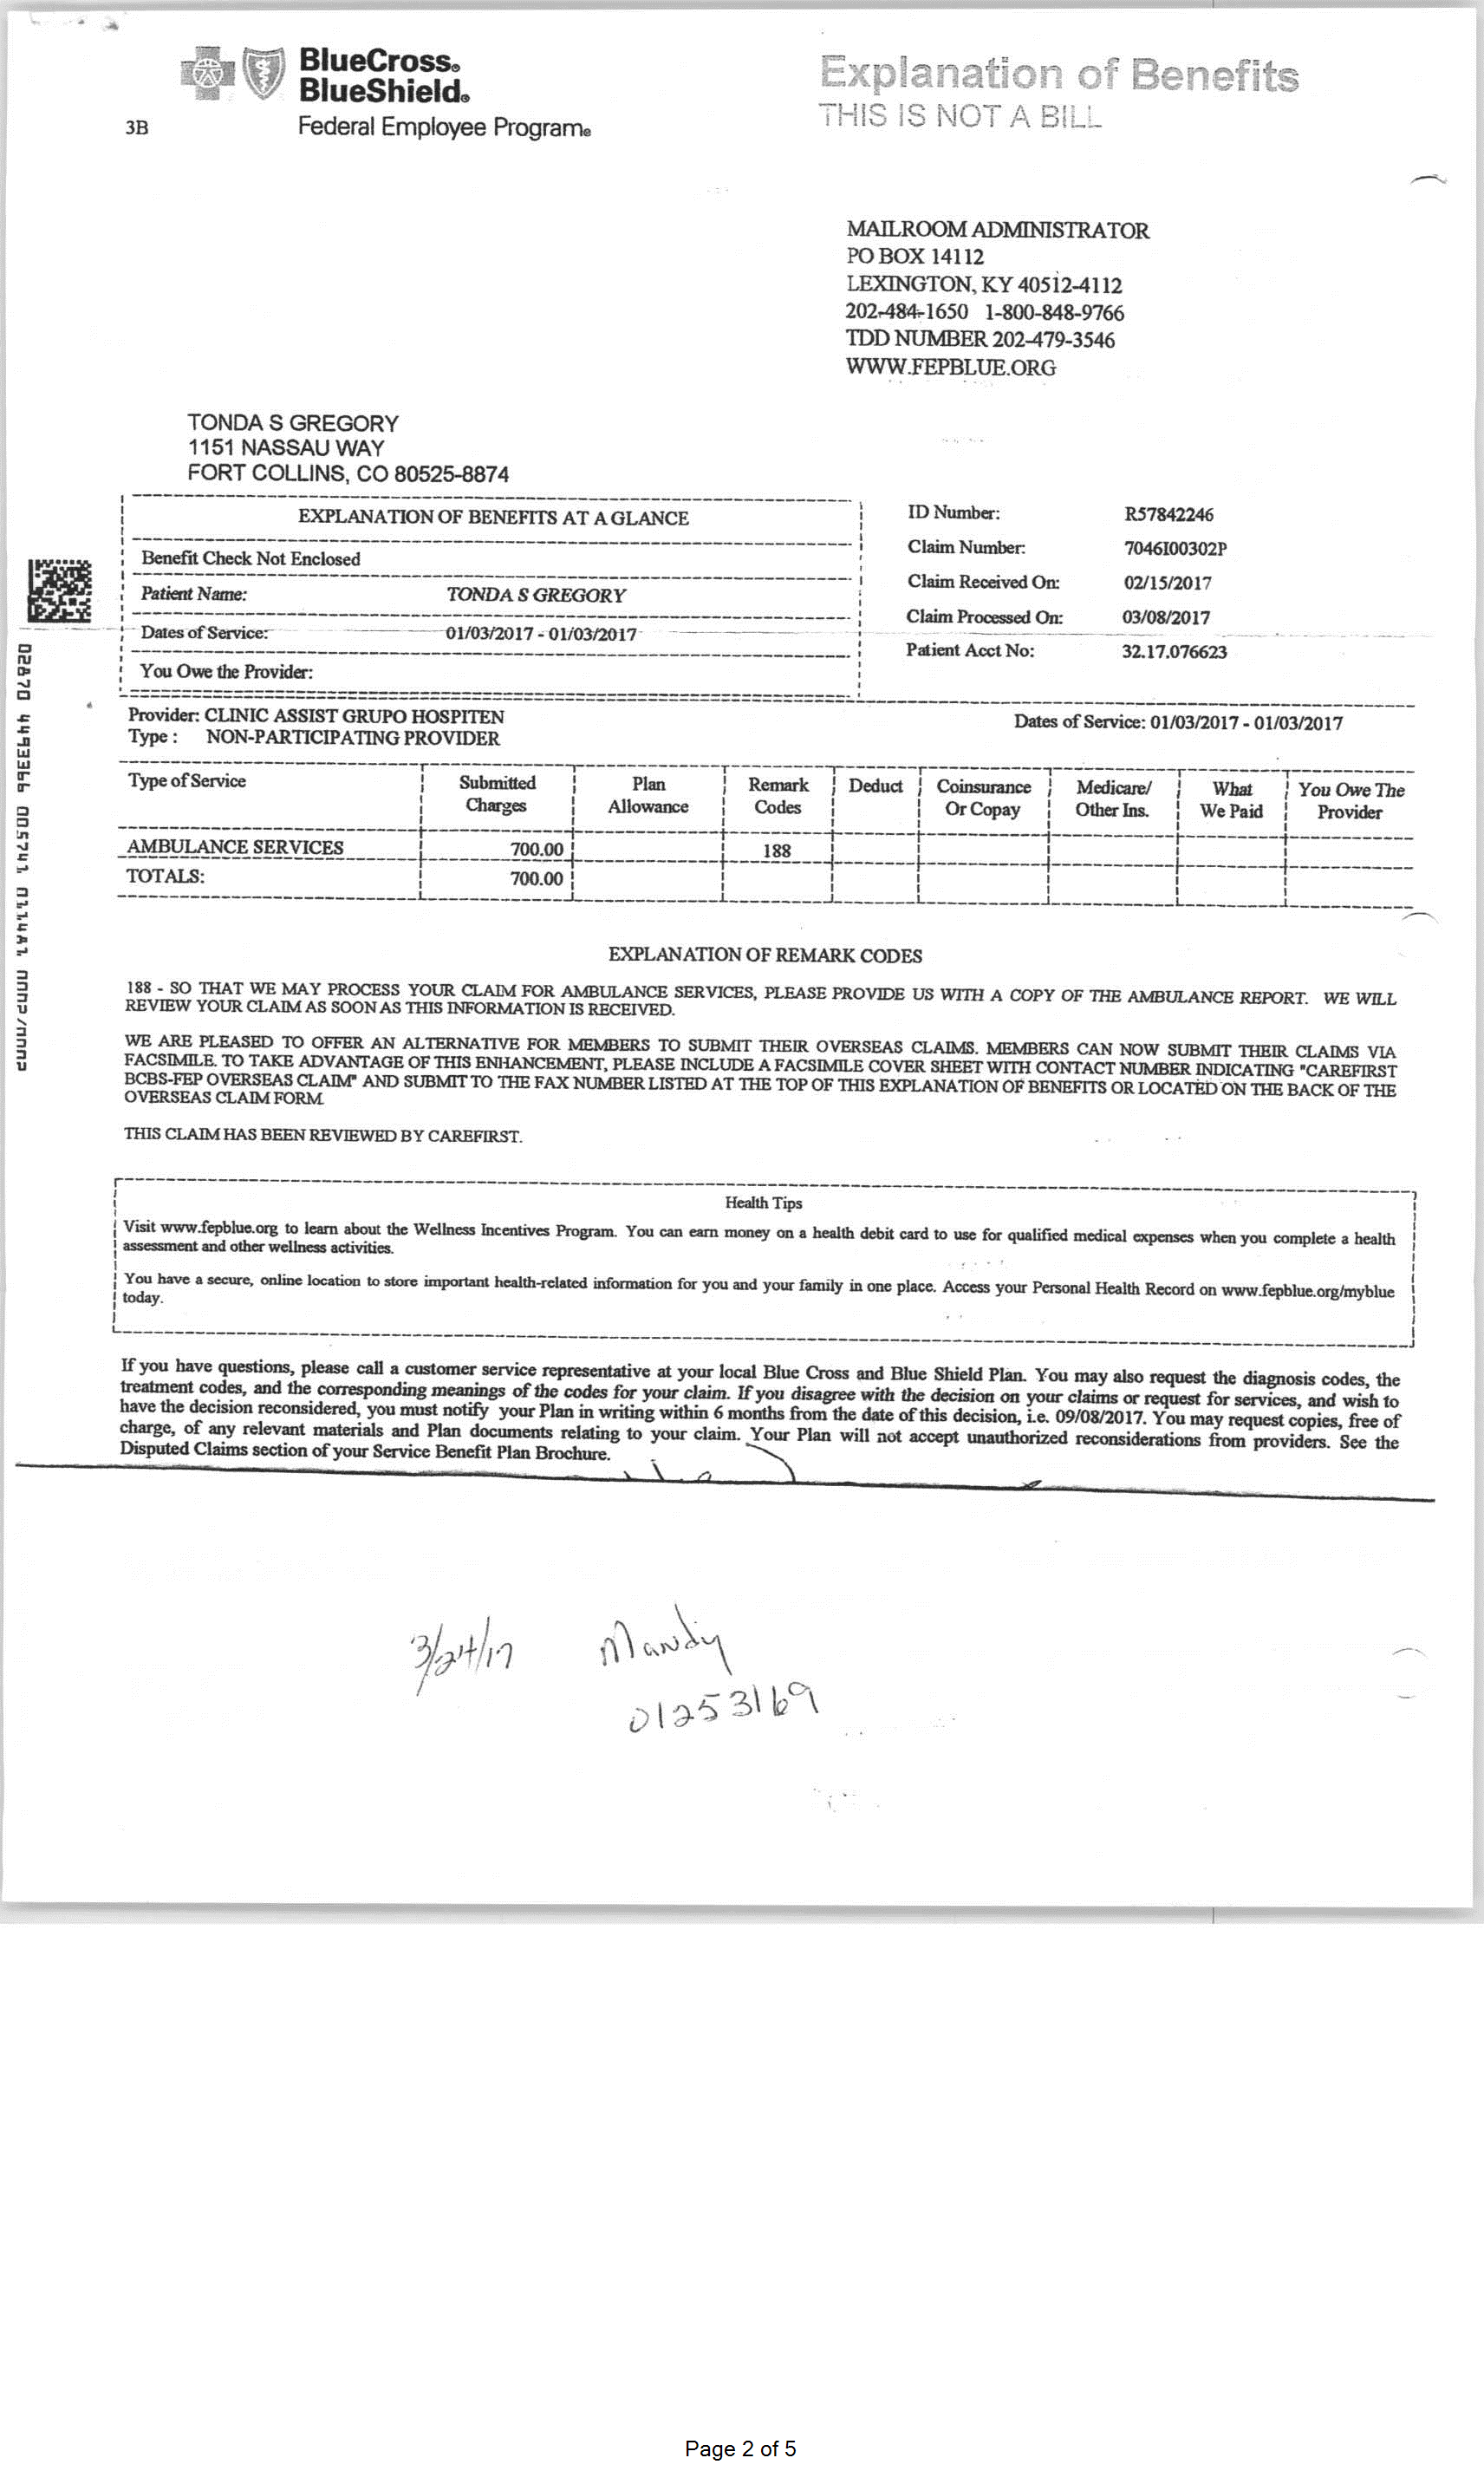 BlueCross®
BlueShield®
Federal Employee Program®
3B
Explanation of Benefits
THIS IS NOT A BILL
MAILROOM ADMINISTRATOR
PO BOX 14112
LEXINGTON, KY 40512-4112
202-484-1650 1-800-848-9766
TDD NUMBER 202-479-3546
WWW.FEPBLUE.ORG
TONDA S GREGORY
1151 NASSAU WAY
FORT COLLINS, CO 80525-8874
EXPLANATION OF BENEFITS AT A GLANCE
Benefit Check Not Enclosed
Patient Name: TONDA S GREGORY
Dates of Service: 01/03/2017 - 01/03/2017
You Owe the Provider:
ID Number: R57842246
Claim Number: 7046I00302P
Claim Received On: 02/15/2017
Claim Processed On: 03/08/2017
Patient Acct No: 32.17.076623
Provider: CLINIC ASSIST GRUPO HOSPITEN
Type : NON-PARTICIPATING PROVIDER
Dates of Service: 01/03/2017 - 01/03/2017
Type of Service Submitted Charges Plan Allowance Remark Codes Deduct Coinsurance Or Copay Medicare/ Other Ins. What We Paid You Owe The Provider
AMBULANCE SERVICES 700.00 188
TOTALS: 700.00
EXPLANATION OF REMARK CODES
188 - SO THAT WE MAY PROCESS YOUR CLAIM FOR AMBULANCE SERVICES, PLEASE PROVIDE US WITH A COPY OF THE AMBULANCE REPORT. WE WILL
REVIEW YOUR CLAIM AS SOON AS THIS INFORMATION IS RECEIVED.
WE ARE PLEASED TO OFFER AN ALTERNATIVE FOR MEMBERS TO SUBMIT THEIR OVERSEAS CLAIMS. MEMBERS CAN NOW SUBMIT THEIR CLAIMS VIA
FACSIMILE. TO TAKE ADVANTAGE OF THIS ENHANCEMENT, PLEASE INCLUDE A FACSIMILE COVER SHEET WITH CONTACT NUMBER INDICATING "CAREFIRST
BCBS-FEP OVERSEAS CLAIM" AND SUBMIT TO THE FAX NUMBER LISTED AT THE TOP OF THIS EXPLANATION OF BENEFITS OR LOCATED ON THE BACK OF THE
OVERSEAS CLAIM FORM.
THIS CLAIM HAS BEEN REVIEWED BY CAREFIRST.
Health Tips
Visit www.fepblue.org to learn about the Wellness Incentives Program. You can earn money on a health debit card to use for qualified medical expenses when you complete a health
assessment and other wellness activities.
You have a secure, online location to store important health-related information for you and your family in one place. Access your Personal Health Record on www.fepblue.org/myblue
today.
If you have questions, please call a customer service representative at your local Blue Cross and Blue Shield Plan. You may also request the diagnosis codes, the
treatment codes, and the corresponding meanings of the codes for your claim. If you disagree with the decision on your claims or request for services, and wish to
have the decision reconsidered, you must notify your Plan in writing within 6 months from the date of this decision, i.e. 09/08/2017. You may request copies, free of
charge, of any relevant materials and Plan documents relating to your claim. Your Plan will not accept unauthorized reconsiderations from providers. See the
Disputed Claims section of your Service Benefit Plan Brochure.
3/24/17 Mandy
01253169
Page 2 of 5